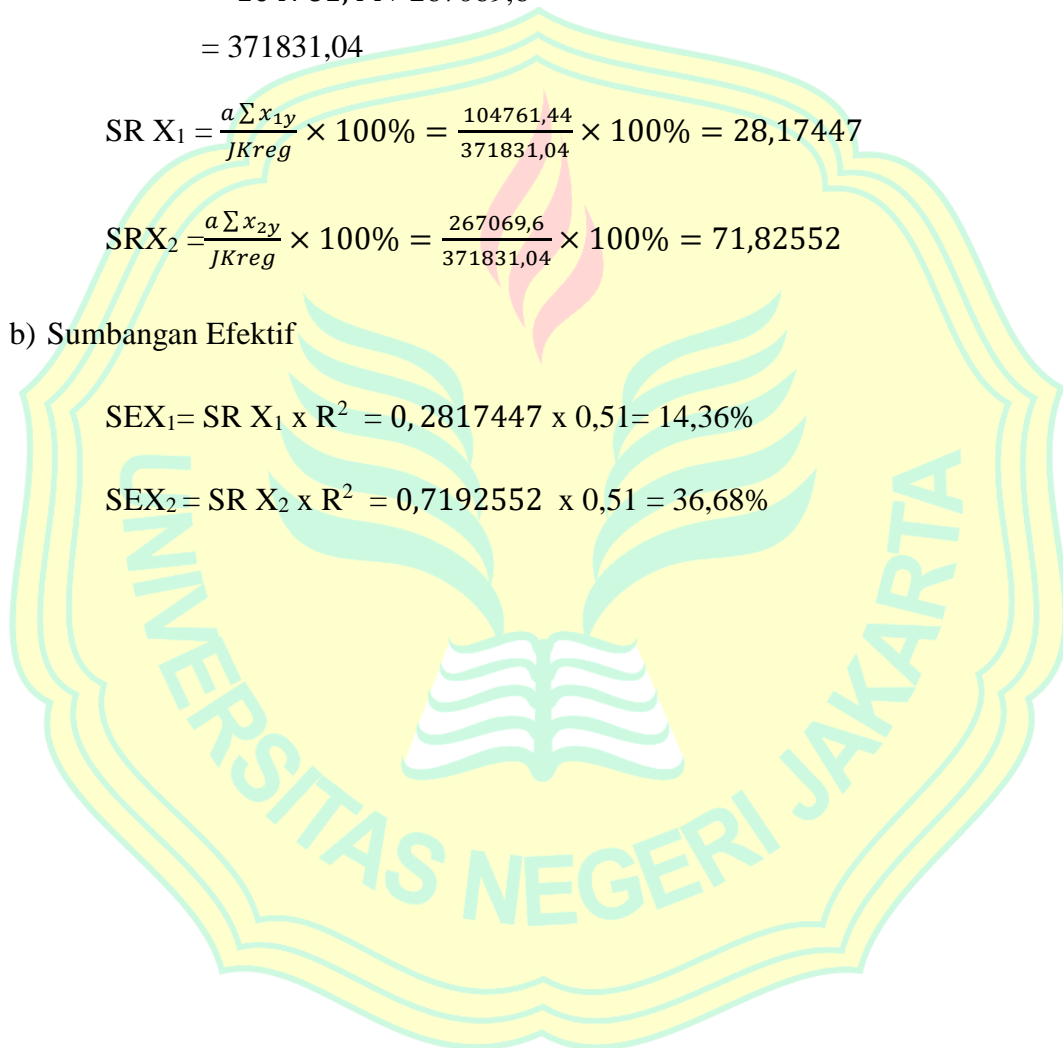 = 371831,04
SR X₁ = a ∑ x₁y / JKreg × 100% = 104761,44 / 371831,04 × 100% = 28,17447
SRX₂ = a ∑ x₂y / JKreg × 100% = 267069,6 / 371831,04 × 100% = 71,82552
b) Sumbangan Efektif
SEX₁= SR X₁ x R² = 0, 2817447 x 0,51= 14,36%
SEX₂ = SR X₂ x R² = 0,7192552 x 0,51 = 36,68%
UNIVERSITAS NEGERI JAKARTA